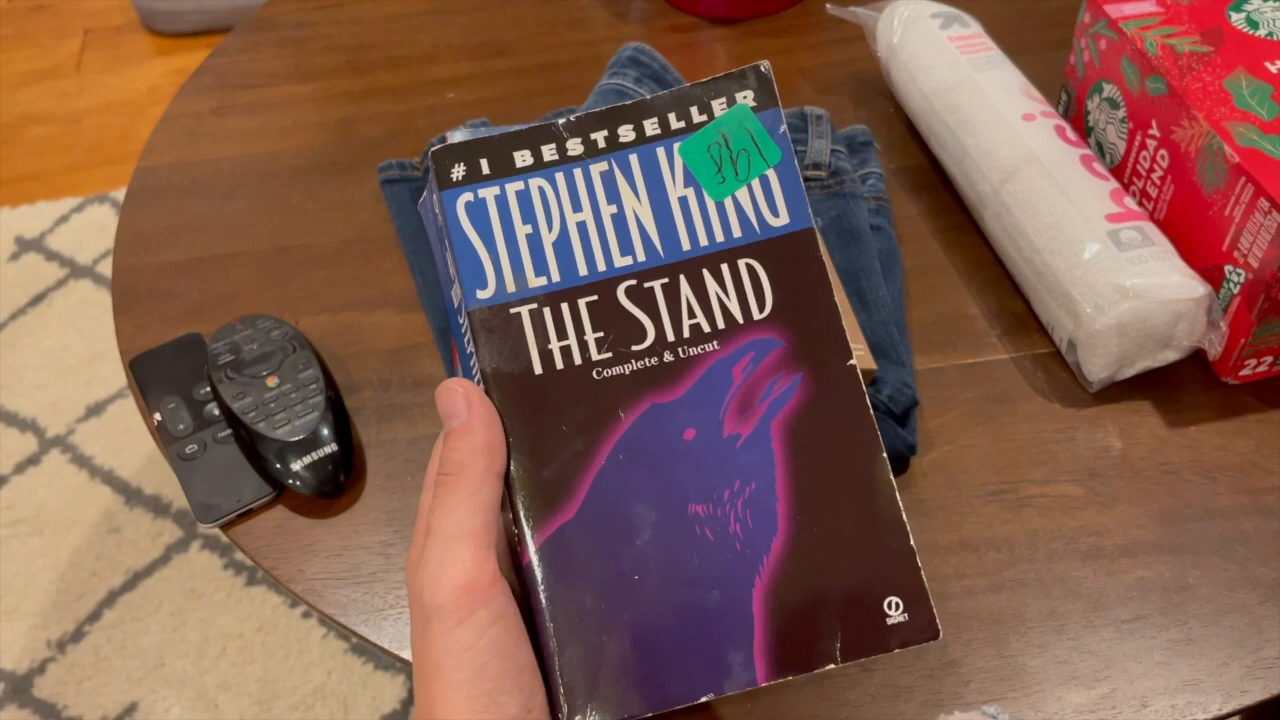 #1 BESTSELLER
STEPHEN KING
THE STAND
Complete & Uncut
SIGNET
SAMSUNG
HOLIDAY
BLEND